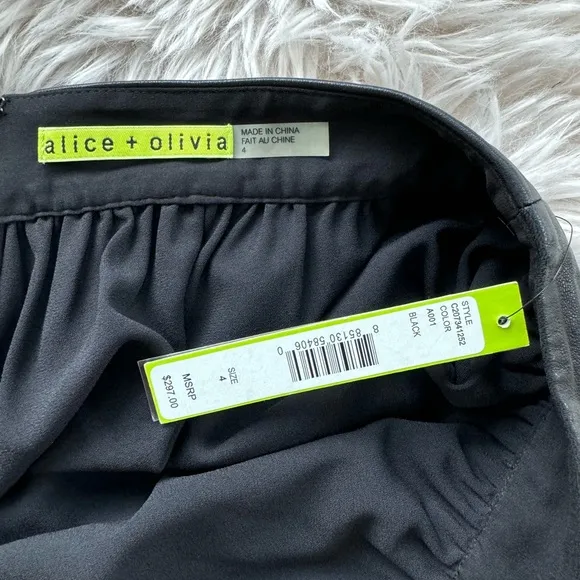 alice + olivia
MADE IN CHINA
FAIT AU CHINE
4
STYLE
C207341252
COLOR
A001
BLACK
8 85130 58406 0
SIZE
4
MSRP
$297.00